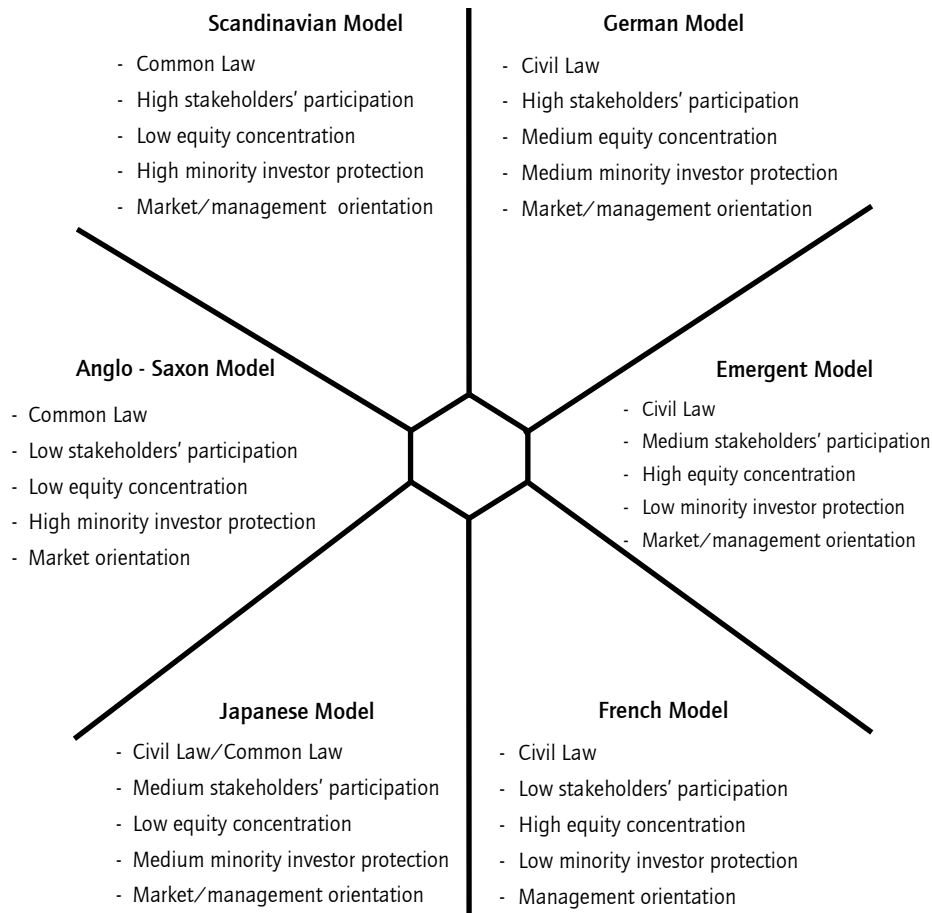 Scandinavian Model
- Common Law
- High stakeholders' participation
- Low equity concentration
- High minority investor protection
- Market/management orientation
German Model
- Civil Law
- High stakeholders' participation
- Medium equity concentration
- Medium minority investor protection
- Market/management orientation
Anglo - Saxon Model
- Common Law
- Low stakeholders' participation
- Low equity concentration
- High minority investor protection
- Market orientation
Emergent Model
- Civil Law
- Medium stakeholders' participation
- High equity concentration
- Low minority investor protection
- Market/management orientation
Japanese Model
- Civil Law/Common Law
- Medium stakeholders' participation
- Low equity concentration
- Medium minority investor protection
- Market/management orientation
French Model
- Civil Law
- Low stakeholders' participation
- High equity concentration
- Low minority investor protection
- Management orientation